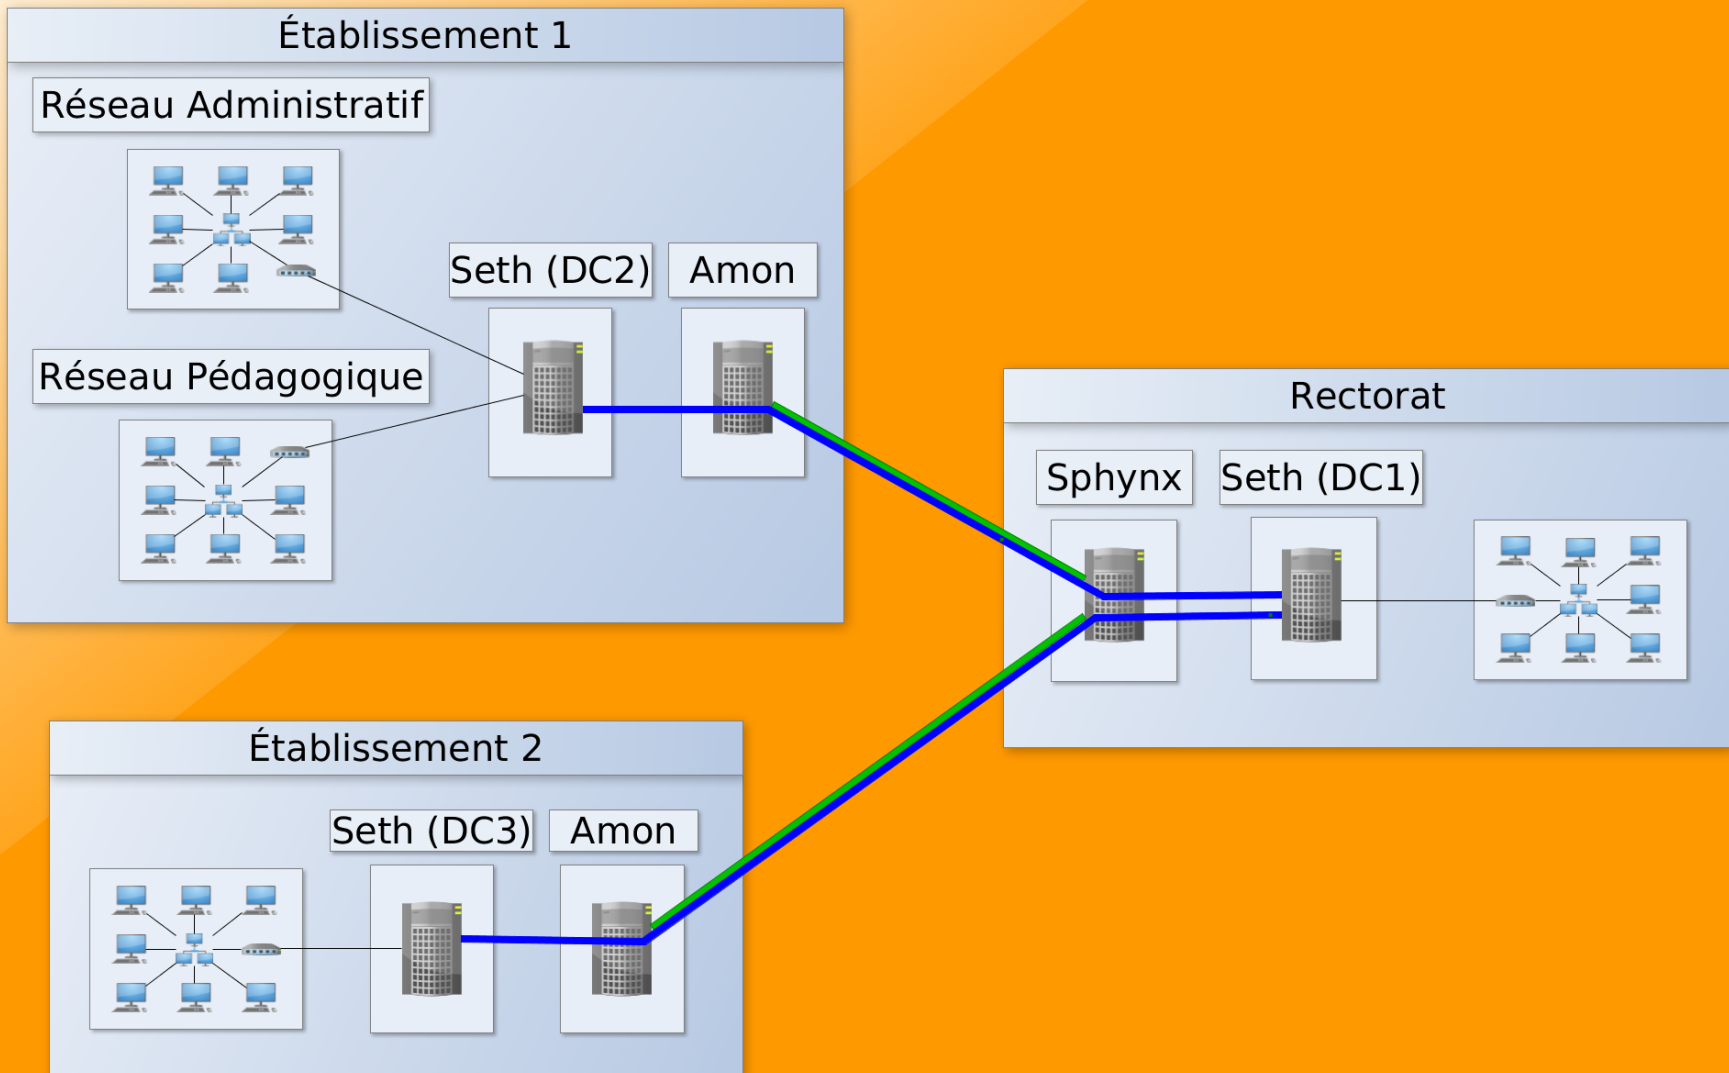 Établissement 1
Réseau Administratif
Seth (DC2)
Amon
Réseau Pédagogique
Rectorat
Sphynx
Seth (DC1)
Établissement 2
Seth (DC3)
Amon